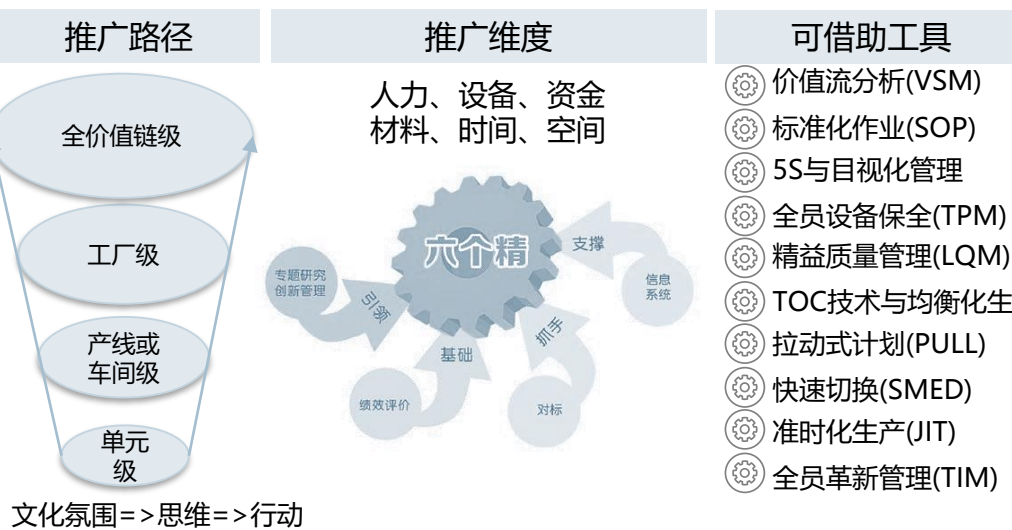 推广路径
全价值链级
工厂级
产线或
车间级
单元
级
文化氛围=>思维=>行动
推广维度
人力、设备、资金
材料、时间、空间
六个精
支撑
信息
系统
专题研究
创新管理
引领
基础
抓手
绩效评价
对标
可借助工具
价值流分析(VSM)
标准化作业(SOP)
5S与目视化管理
全员设备保全(TPM)
精益质量管理(LQM)
TOC技术与均衡化生
拉动式计划(PULL)
快速切换(SMED)
准时化生产(JIT)
全员革新管理(TIM)